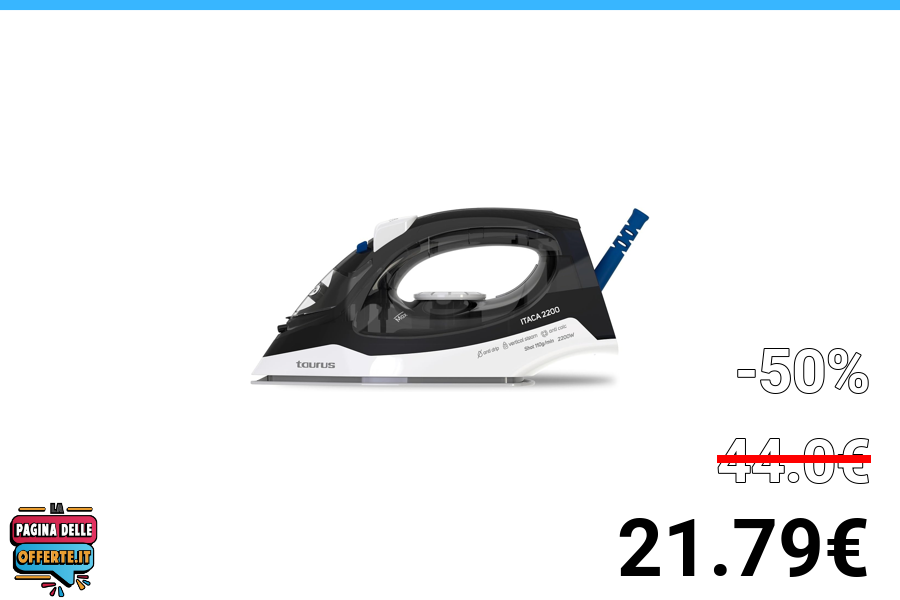 MAX
ITACA 2200
anti drip
vertical steam
anti calc
Shot 110g/min 2200W
taurus
-50%
44.0€
21.79€
LA
PAGINA DELLE
OFFERTE.IT